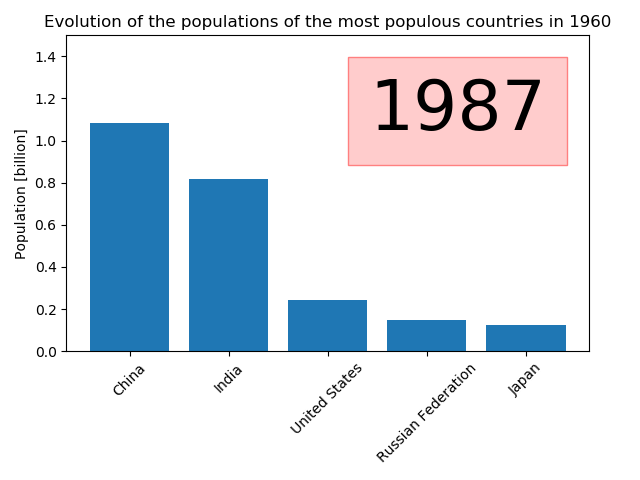 Evolution of the populations of the most populous countries in 1960
1987
Population [billion]
1.4
1.2
1.0
0.8
0.6
0.4
0.2
0.0
China
India
United States
Russian Federation
Japan